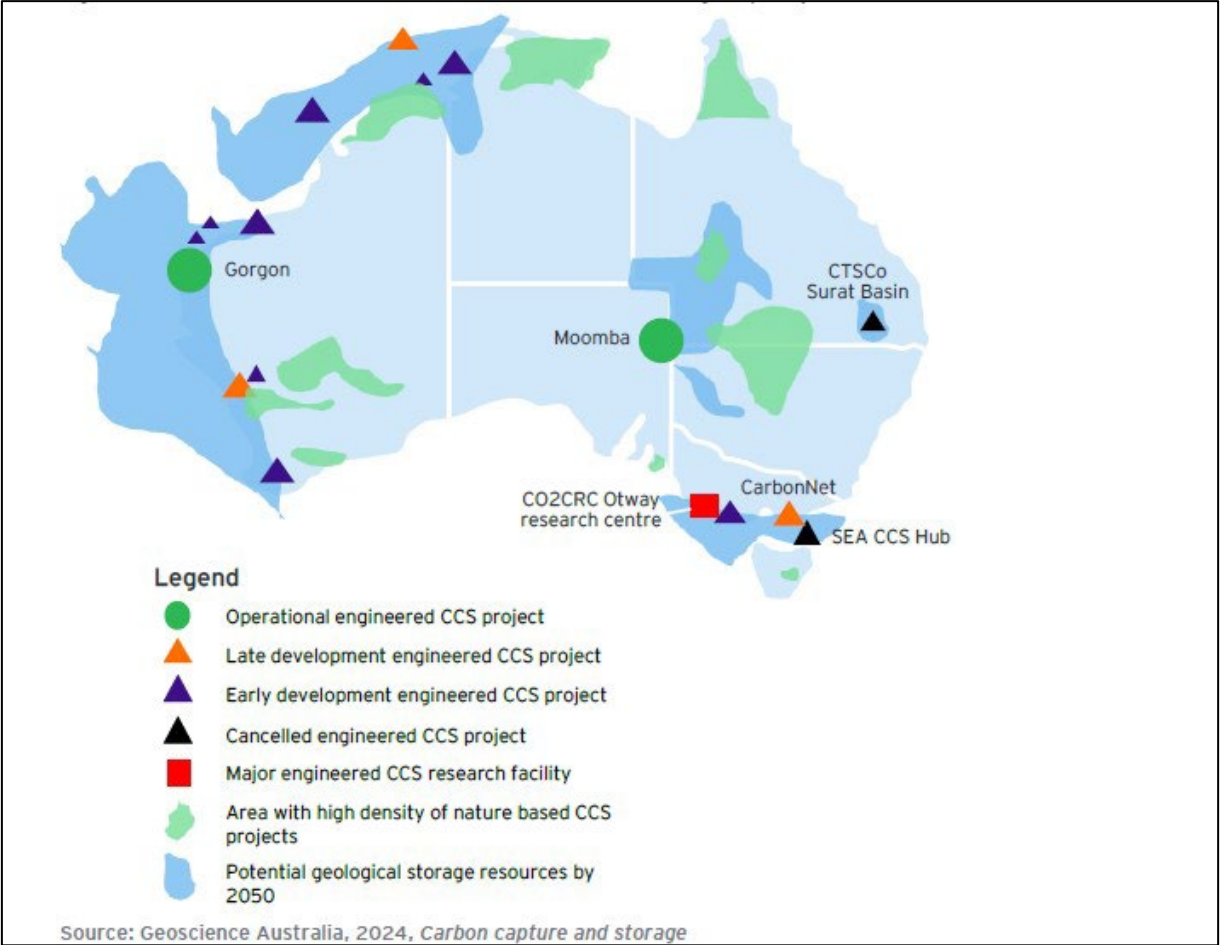 Gorgon
CTSCo
Surat Basin
Moomba
CO2CRC Otway
research centre
CarbonNet
SEA CCS Hub
Legend
Operational engineered CCS project
Late development engineered CCS project
Early development engineered CCS project
Cancelled engineered CCS project
Major engineered CCS research facility
Area with high density of nature based CCS
projects
Potential geological storage resources by
2050
Source: Geoscience Australia, 2024, Carbon capture and storage